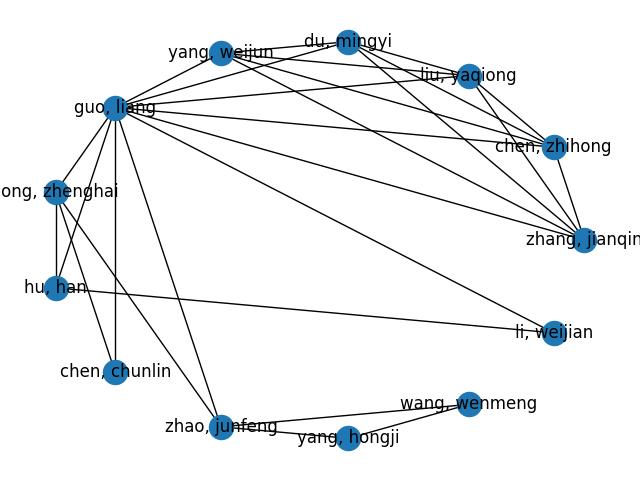 du, mingyi
yang, weijun
liu, yaqiong
guo, liang
chen, zhihong
ong, zhenghai
zhang, jianqin
hu, han
li, weijian
chen, chunlin
wang, wenmeng
zhao, junfeng
yang, hongji